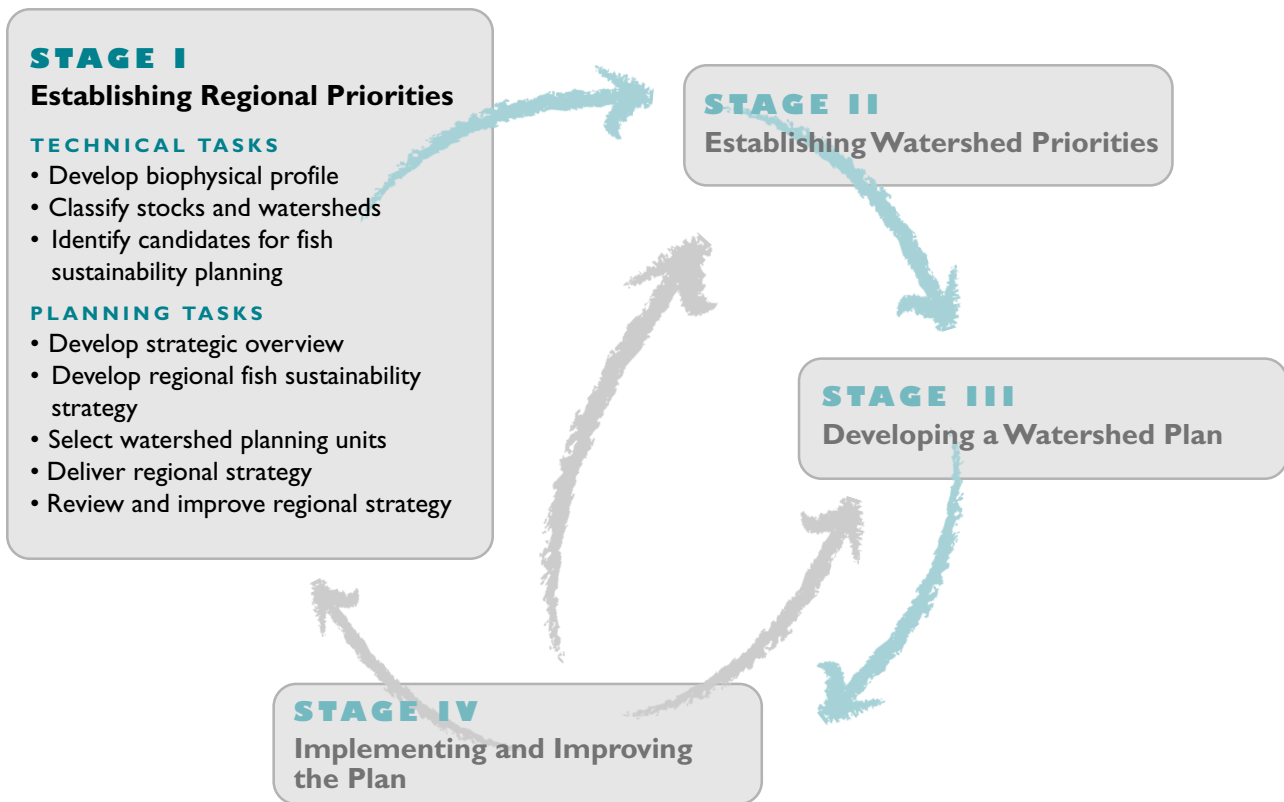 STAGE I
Establishing Regional Priorities
TECHNICAL TASKS
• Develop biophysical profile
• Classify stocks and watersheds
• Identify candidates for fish
sustainability planning
PLANNING TASKS
• Develop strategic overview
• Develop regional fish sustainability
strategy
• Select watershed planning units
• Deliver regional strategy
• Review and improve regional strategy
STAGE II
Establishing Watershed Priorities
STAGE III
Developing a Watershed Plan
STAGE IV
Implementing and Improving
the Plan